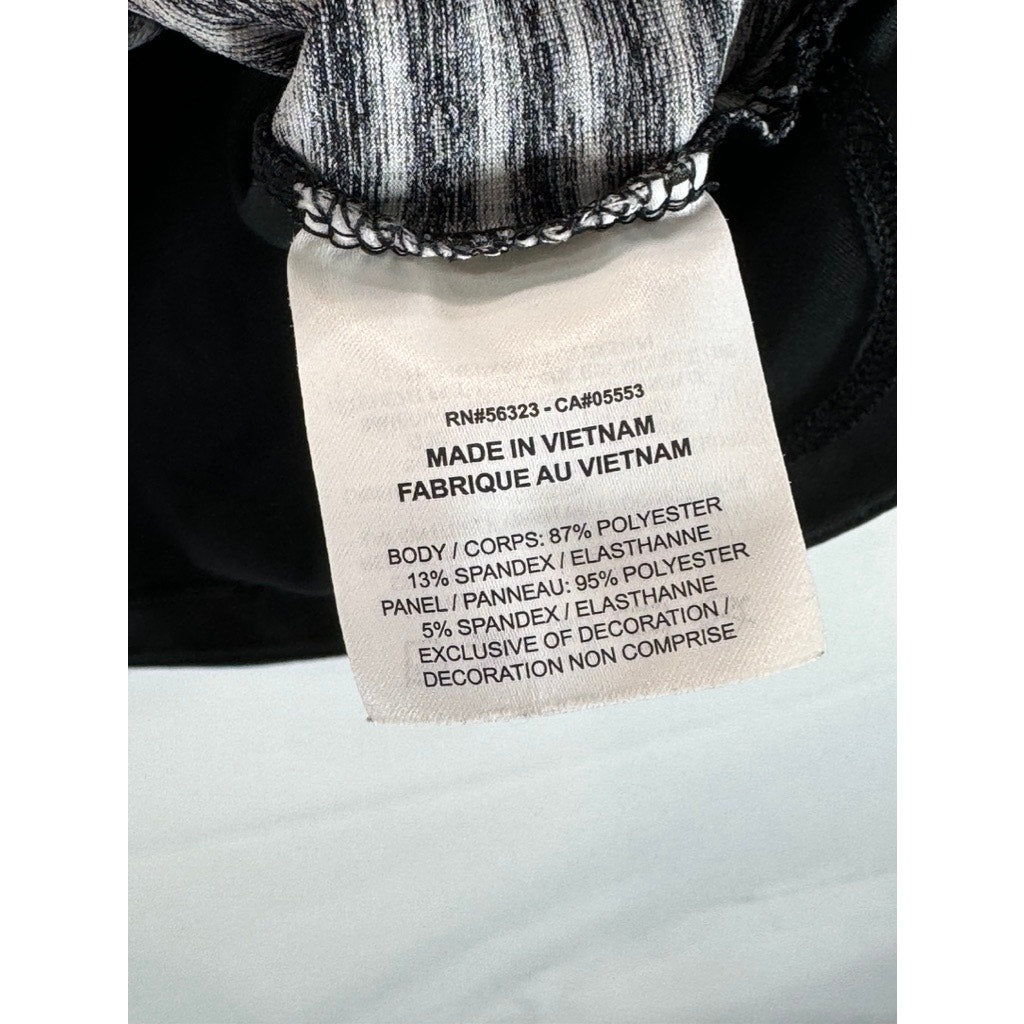 RN#56323 - CA#05553
MADE IN VIETNAM
FABRIQUE AU VIETNAM
BODY / CORPS: 87% POLYESTER
13% SPANDEX / ELASTHANNE
PANEL / PANNEAU: 95% POLYESTER
5% SPANDEX / ELASTHANNE
EXCLUSIVE OF DECORATION /
DECORATION NON COMPRISE